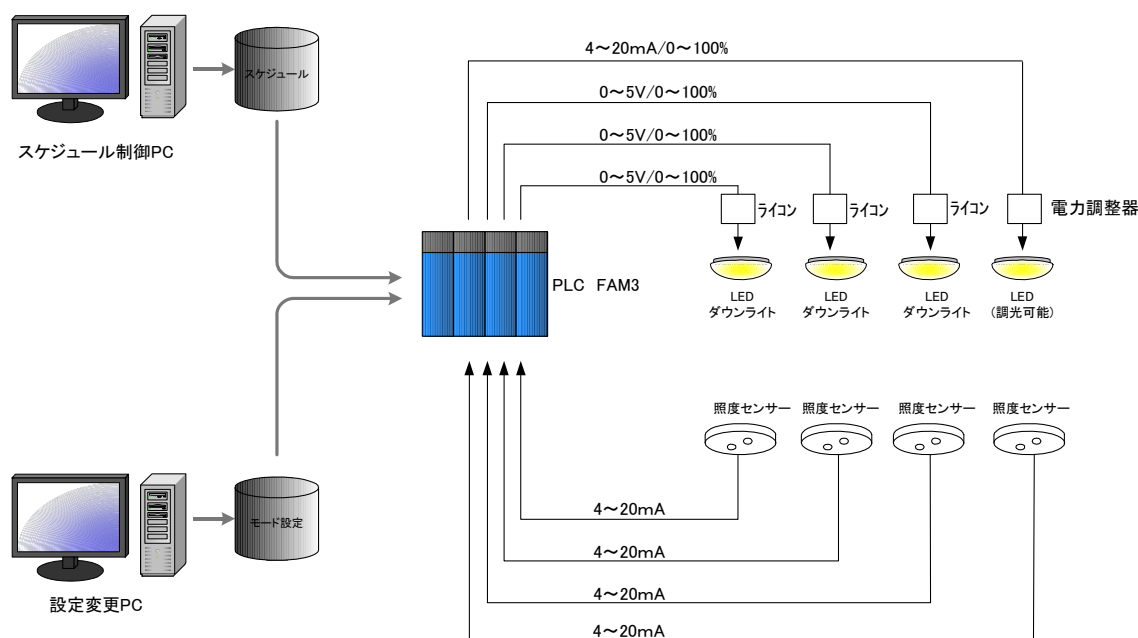 4～20mA/0～100%
0～5V/0～100%
0～5V/0～100%
0～5V/0～100%
スケジュール
スケジュール制御PC
ライコン
ライコン
ライコン
電力調整器
PLC FAM3
LED
ダウンライト
LED
ダウンライト
LED
ダウンライト
LED
(調光可能)
照度センサー
照度センサー
照度センサー
照度センサー
4～20mA
4～20mA
4～20mA
4～20mA
モード設定
設定変更PC